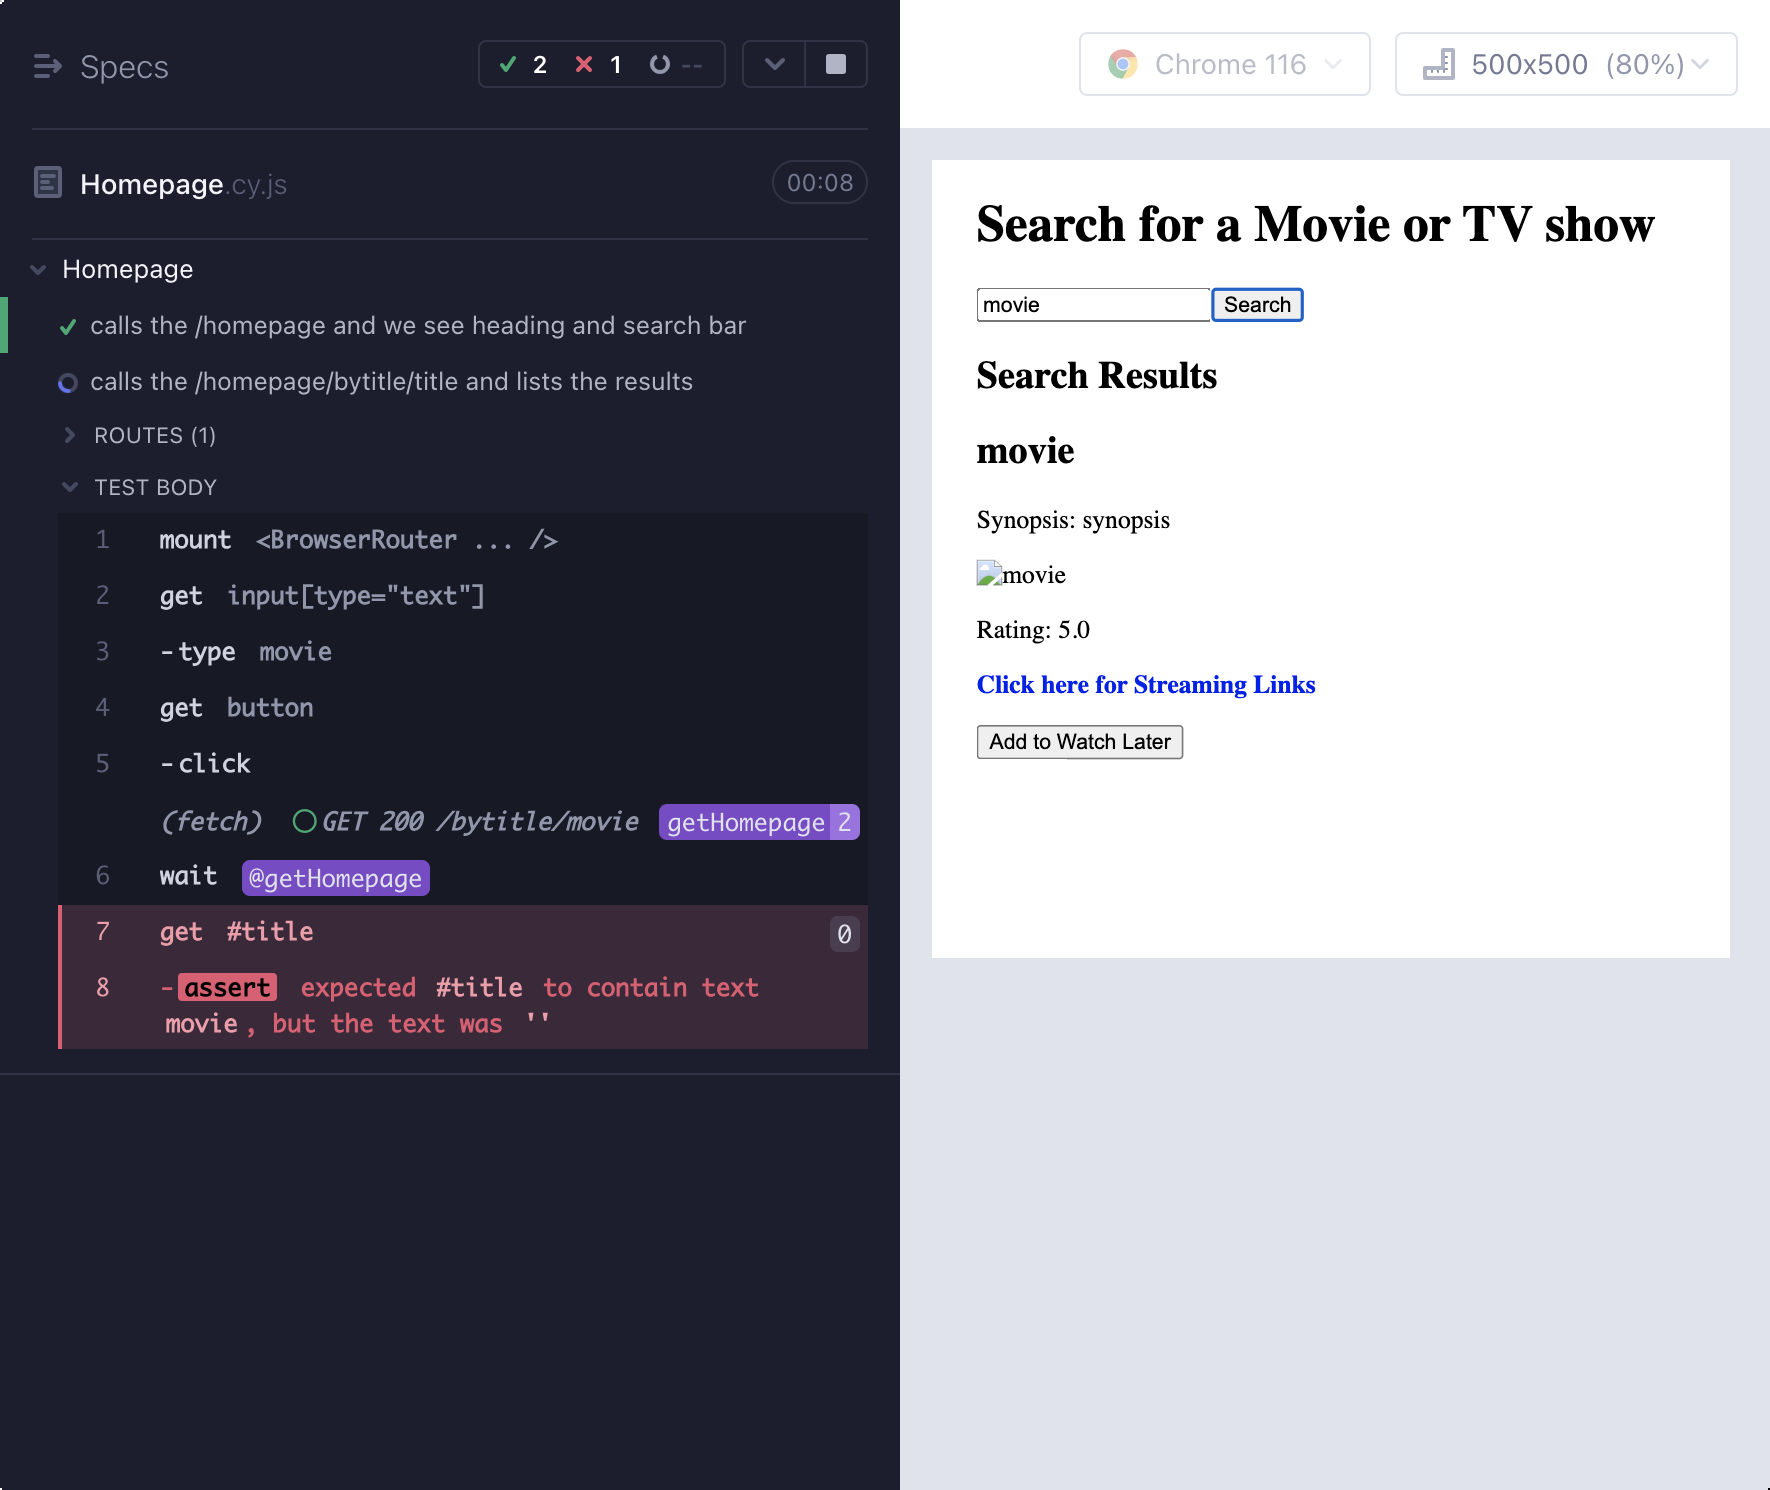 Specs
2 1 --
Homepage.cy.js
00:08
Homepage
calls the /homepage and we see heading and search bar
calls the /homepage/bytitle/title and lists the results
ROUTES (1)
TEST BODY
1 mount <BrowserRouter ... />
2 get input[type="text"]
3 -type movie
4 get button
5 -click
(fetch) GET 200 /bytitle/movie getHomepage 2
6 wait @getHomepage
7 get #title 0
8 -assert expected #title to contain text
movie, but the text was ''
Chrome 116
500x500 (80%)
Search for a Movie or TV show
movie Search
Search Results
movie
Synopsis: synopsis
movie
Rating: 5.0
Click here for Streaming Links
Add to Watch Later